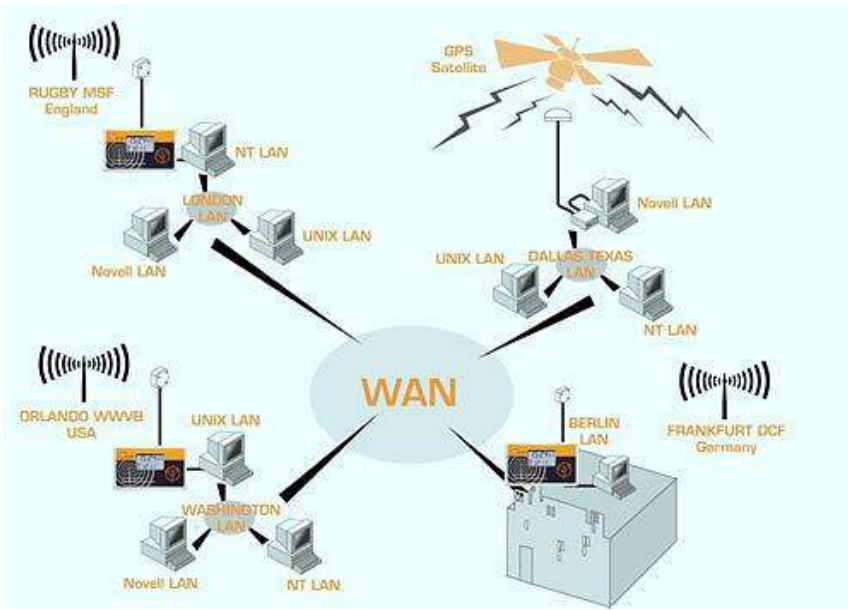 RUGBY MSF
England
GPS
Satellite
NT LAN
LONDON
LAN
Novell LAN
UNIX LAN
Novell LAN
UNIX LAN
DALLAS TEXAS
LAN
NT LAN
WAN
ORLANDO WWVB
USA
UNIX LAN
WASHINGTON
LAN
Novell LAN
NT LAN
BERLIN
LAN
FRANKFURT DCF
Germany